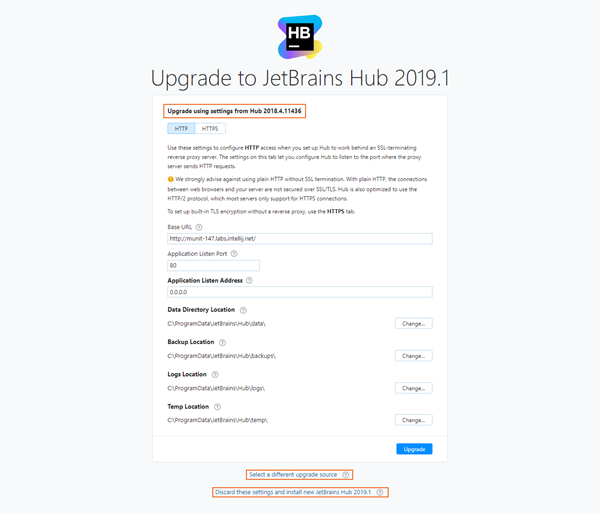 HB
Upgrade to JetBrains Hub 2019.1
Upgrade using settings from Hub 2018.4.11436
HTTP
HTTPS
Use these settings to configure HTTP access when you set up Hub to work behind an SSL-terminating
reverse proxy server. The settings on this tab let you configure Hub to listen to the port where the proxy
server sends HTTP requests.
We strongly advise against using plain HTTP without SSL termination. With plain HTTP, the connections
between web browsers and your server are not secured over SSL/TLS. Hub is also optimized to use the
HTTP/2 protocol, which most servers only support for HTTPS connections.
To set up built-in TLS encryption without a reverse proxy, use the HTTPS tab.
Base URL ?
http://munit-147.labs.intellij.net/
Application Listen Port ?
80
Application Listen Address ?
0.0.0.0
Data Directory Location ?
C:\ProgramData\JetBrains\Hub\data\,
Change...
Backup Location ?
C:\ProgramData\JetBrains\Hub\backups\,
Change...
Logs Location ?
C:\ProgramData\JetBrains\Hub\logs\,
Change...
Temp Location ?
C:\ProgramData\JetBrains\Hub\temp\,
Change...
Upgrade
Select a different upgrade source ?
Discard these settings and install new JetBrains Hub 2019.1 ?